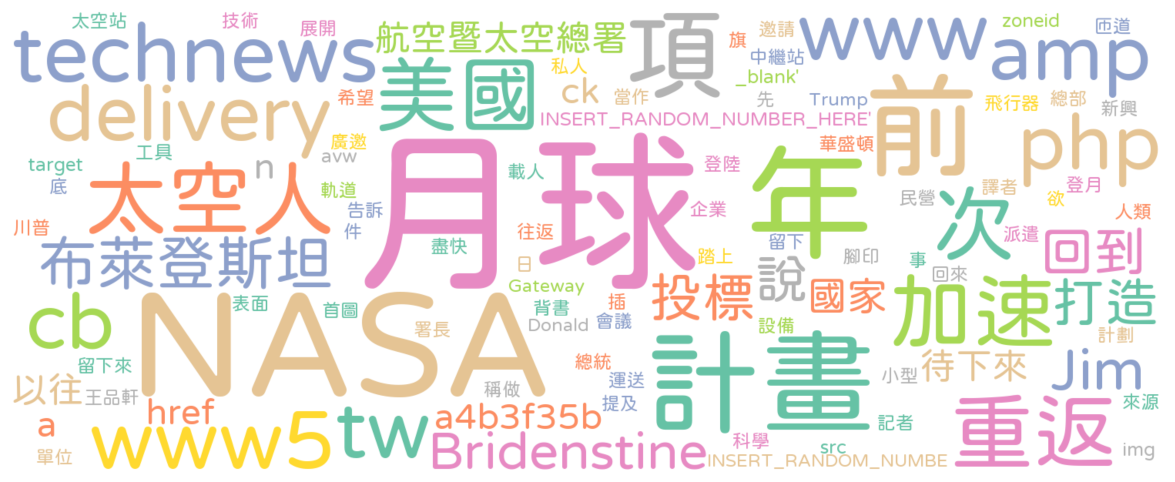 太空站
技術
展開
航空暨太空總署
旗
邀請
zoneid
匝道
technews
項
www
amp
中繼站
_blank'
私人
美國
希望
ck
當作
先
Trump
飛行器
總部
新興
delivery
INSERT_RANDOM_NUMBER_HERE'
前
php
廣邀
avw
華盛頓
工具
target
底
n
載人
登陸
譯者
登月
欲
太空人
軌道
月球
年
民營
次
人類
川普
告訴
件
往返
企業
留下
腳印
派遣
回到
布萊登斯坦
盡快
日
踏上
說
事
回來
Gateway
表面
首圖
背書
插
投標
國家
加速
打造
cb
NASA
署長
Donald
會議
設備
計劃
留下來
總統
計畫
待下來
以往
王品軒
稱做
運送
小型
Jim
來源
href
tw
a4b3f35b
提及
重返
a
www5
Bridenstine
科學
記者
單位
src
img
INSERT_RANDOM_NUMBE